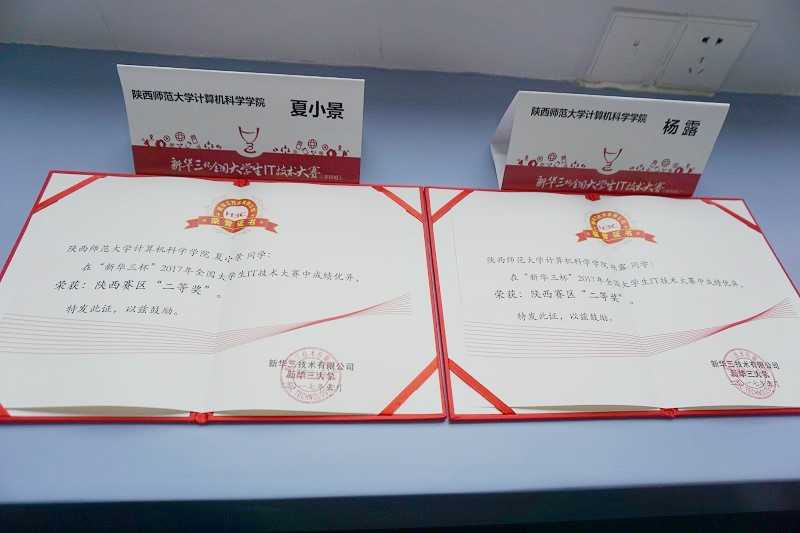 陕西师范大学计算机科学学院
夏小景
新华三杯全国大学生IT技术大赛
陕西师范大学计算机科学学院
杨露
新华三杯全国大学生IT技术大赛
H3C
荣誉证书
陕西师范大学计算机科学学院 夏小景 同学:
在“新华三杯”2017年全国大学生IT技术大赛中成绩优异,
荣获:陕西赛区“二等奖”。
特发此证,以兹鼓励。
新华三技术有限公司
新华三大学
H3C
荣誉证书
陕西师范大学计算机科学学院 杨露 同学:
在“新华三杯”2017年全国大学生IT技术大赛中成绩优异,
荣获:陕西赛区“二等奖”。
特发此证,以兹鼓励。
新华三技术有限公司
新华三大学